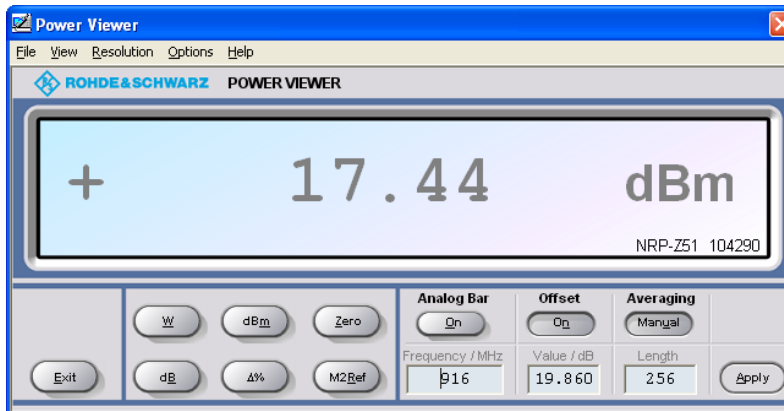 Power Viewer
File View Resolution Options Help
ROHDE&SCHWARZ POWER VIEWER
+ 17.44 dBm
NRP-Z51 104290
Analog Bar Offset Averaging
W dBm Zero On On Manual
Frequency / MHz Value / dB Length
Exit dB Δ% M2Ref 916 19.860 256 Apply